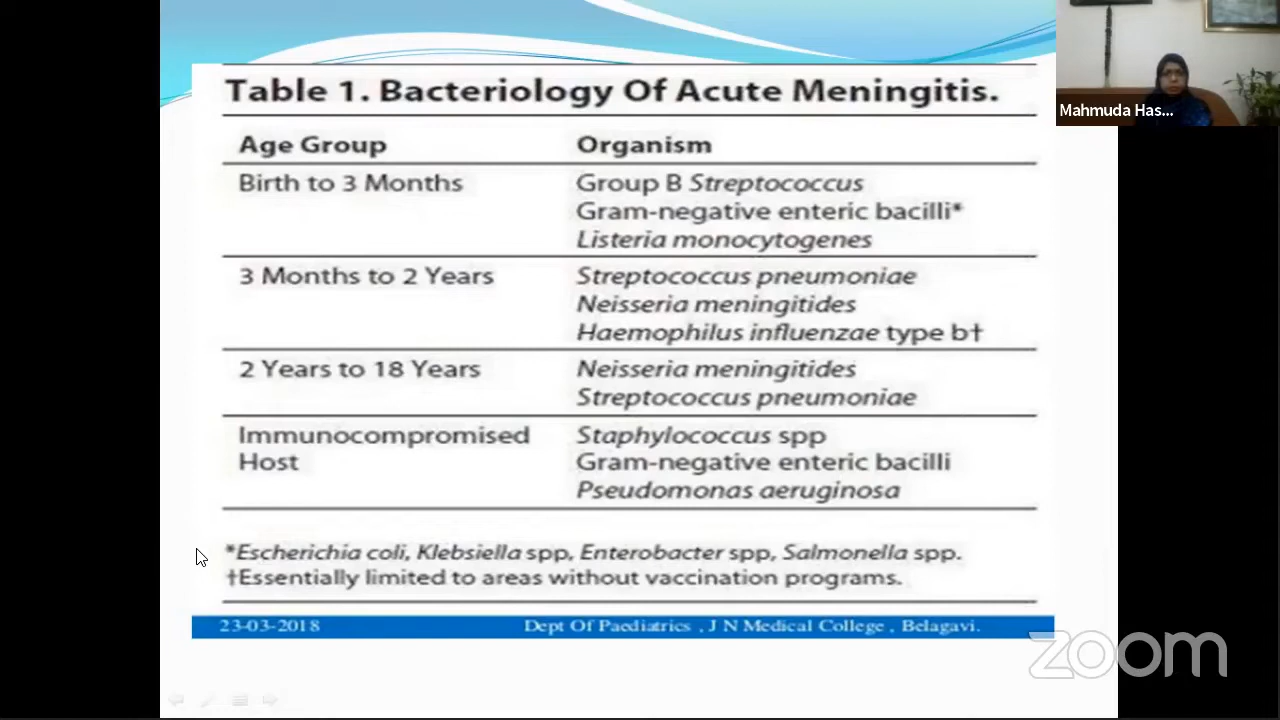 Table 1. Bacteriology Of Acute Meningitis.
Age Group Organism
Birth to 3 Months Group B Streptococcus
Gram-negative enteric bacilli*
Listeria monocytogenes
3 Months to 2 Years Streptococcus pneumoniae
Neisseria meningitides
Haemophilus influenzae type b†
2 Years to 18 Years Neisseria meningitides
Streptococcus pneumoniae
Immunocompromised Staphylococcus spp
Host Gram-negative enteric bacilli
Pseudomonas aeruginosa
*Escherichia coli, Klebsiella spp, Enterobacter spp, Salmonella spp.
†Essentially limited to areas without vaccination programs.
23-03-2018 Dept Of Paediatrics , J N Medical College , Belagavi.
Mahmuda Has...
zoom